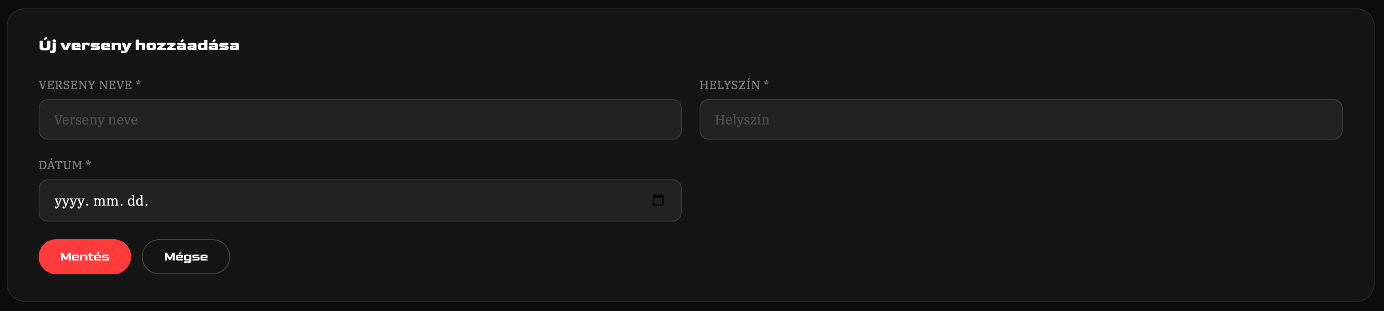 Új verseny hozzáadása
VERSENY NEVE *
HELYSZÍN *
Verseny neve
Helyszín
DÁTUM *
yyyy. mm. dd.
Mentés
Mégse